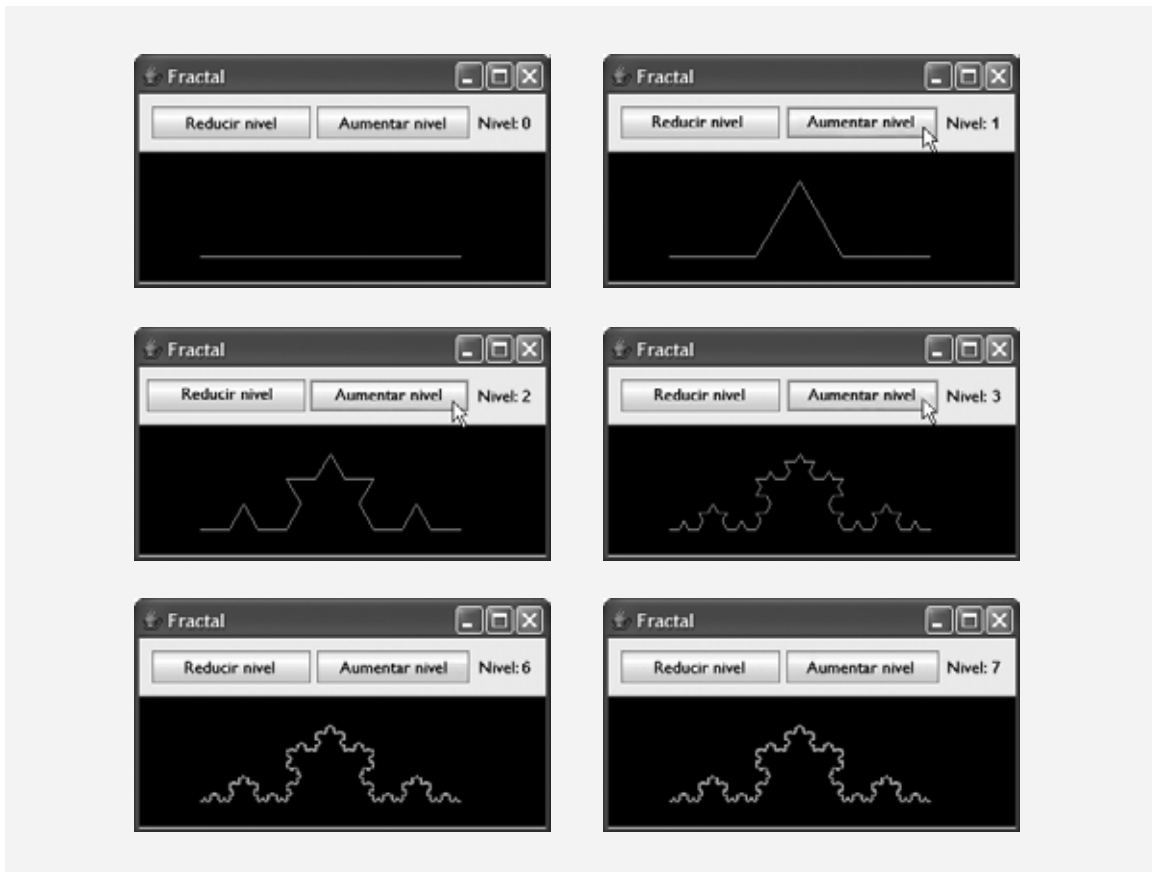 Fractal
Reducir nivel Aumentar nivel Nivel: 0
Fractal
Reducir nivel Aumentar nivel Nivel: 1
Fractal
Reducir nivel Aumentar nivel Nivel: 2
Fractal
Reducir nivel Aumentar nivel Nivel: 3
Fractal
Reducir nivel Aumentar nivel Nivel: 6
Fractal
Reducir nivel Aumentar nivel Nivel: 7